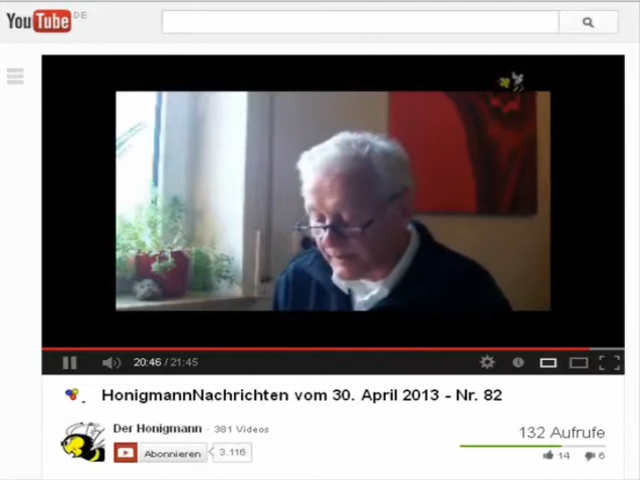 YouTube DE
20:46 / 21:45
HonigmannNachrichten vom 30. April 2013 - Nr. 82
Der Honigmann · 381 Videos
Abonnieren 3.116
132 Aufrufe
14 6